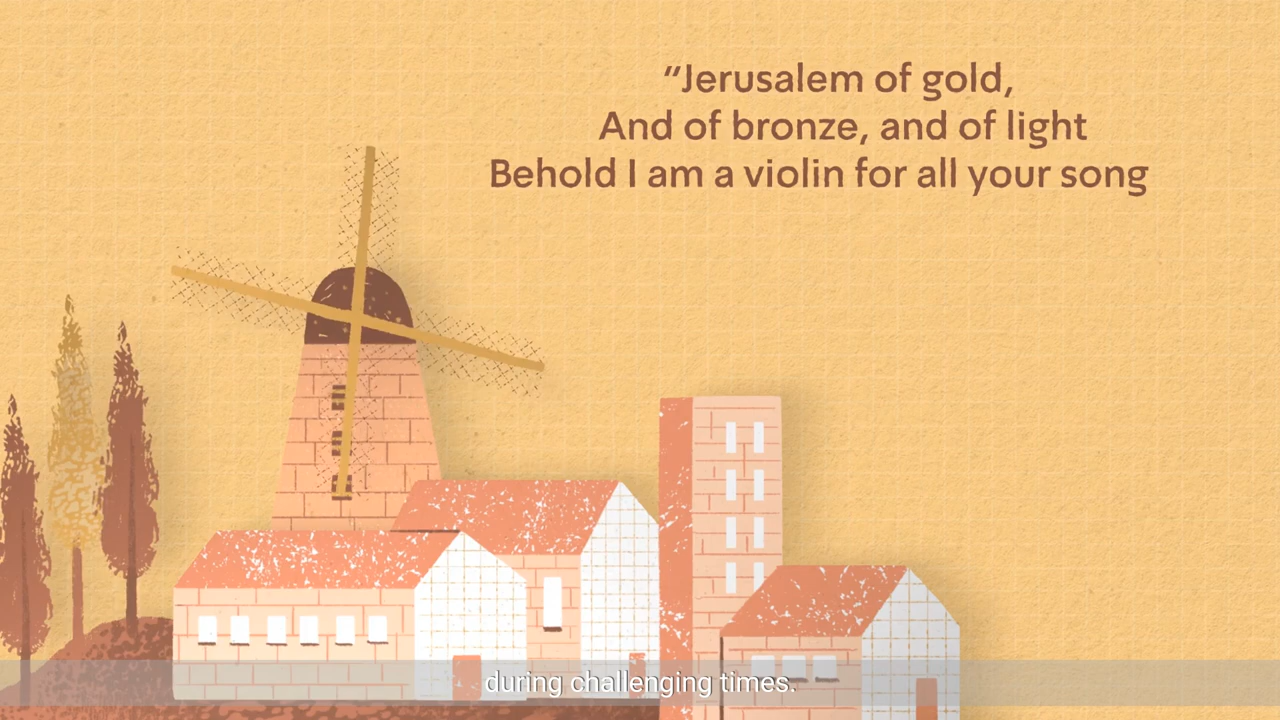 “Jerusalem of gold,
And of bronze, and of light
Behold I am a violin for all your song
during challenging times.